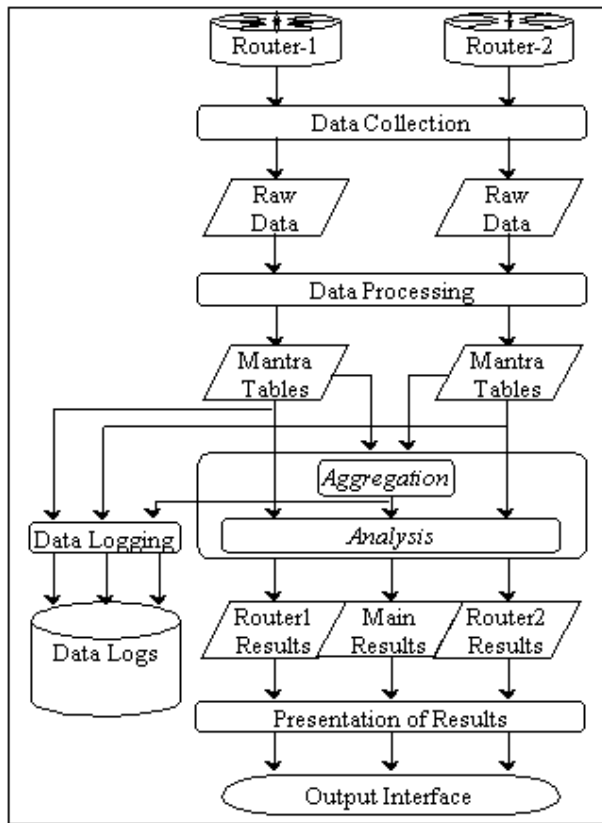 Router-1
Router-2
Data Collection
Raw
Data
Raw
Data
Data Processing
Mantra
Tables
Mantra
Tables
Aggregation
Data Logging
Analysis
Router1
Results
Main
Results
Router2
Results
Data Logs
Presentation of Results
Output Interface